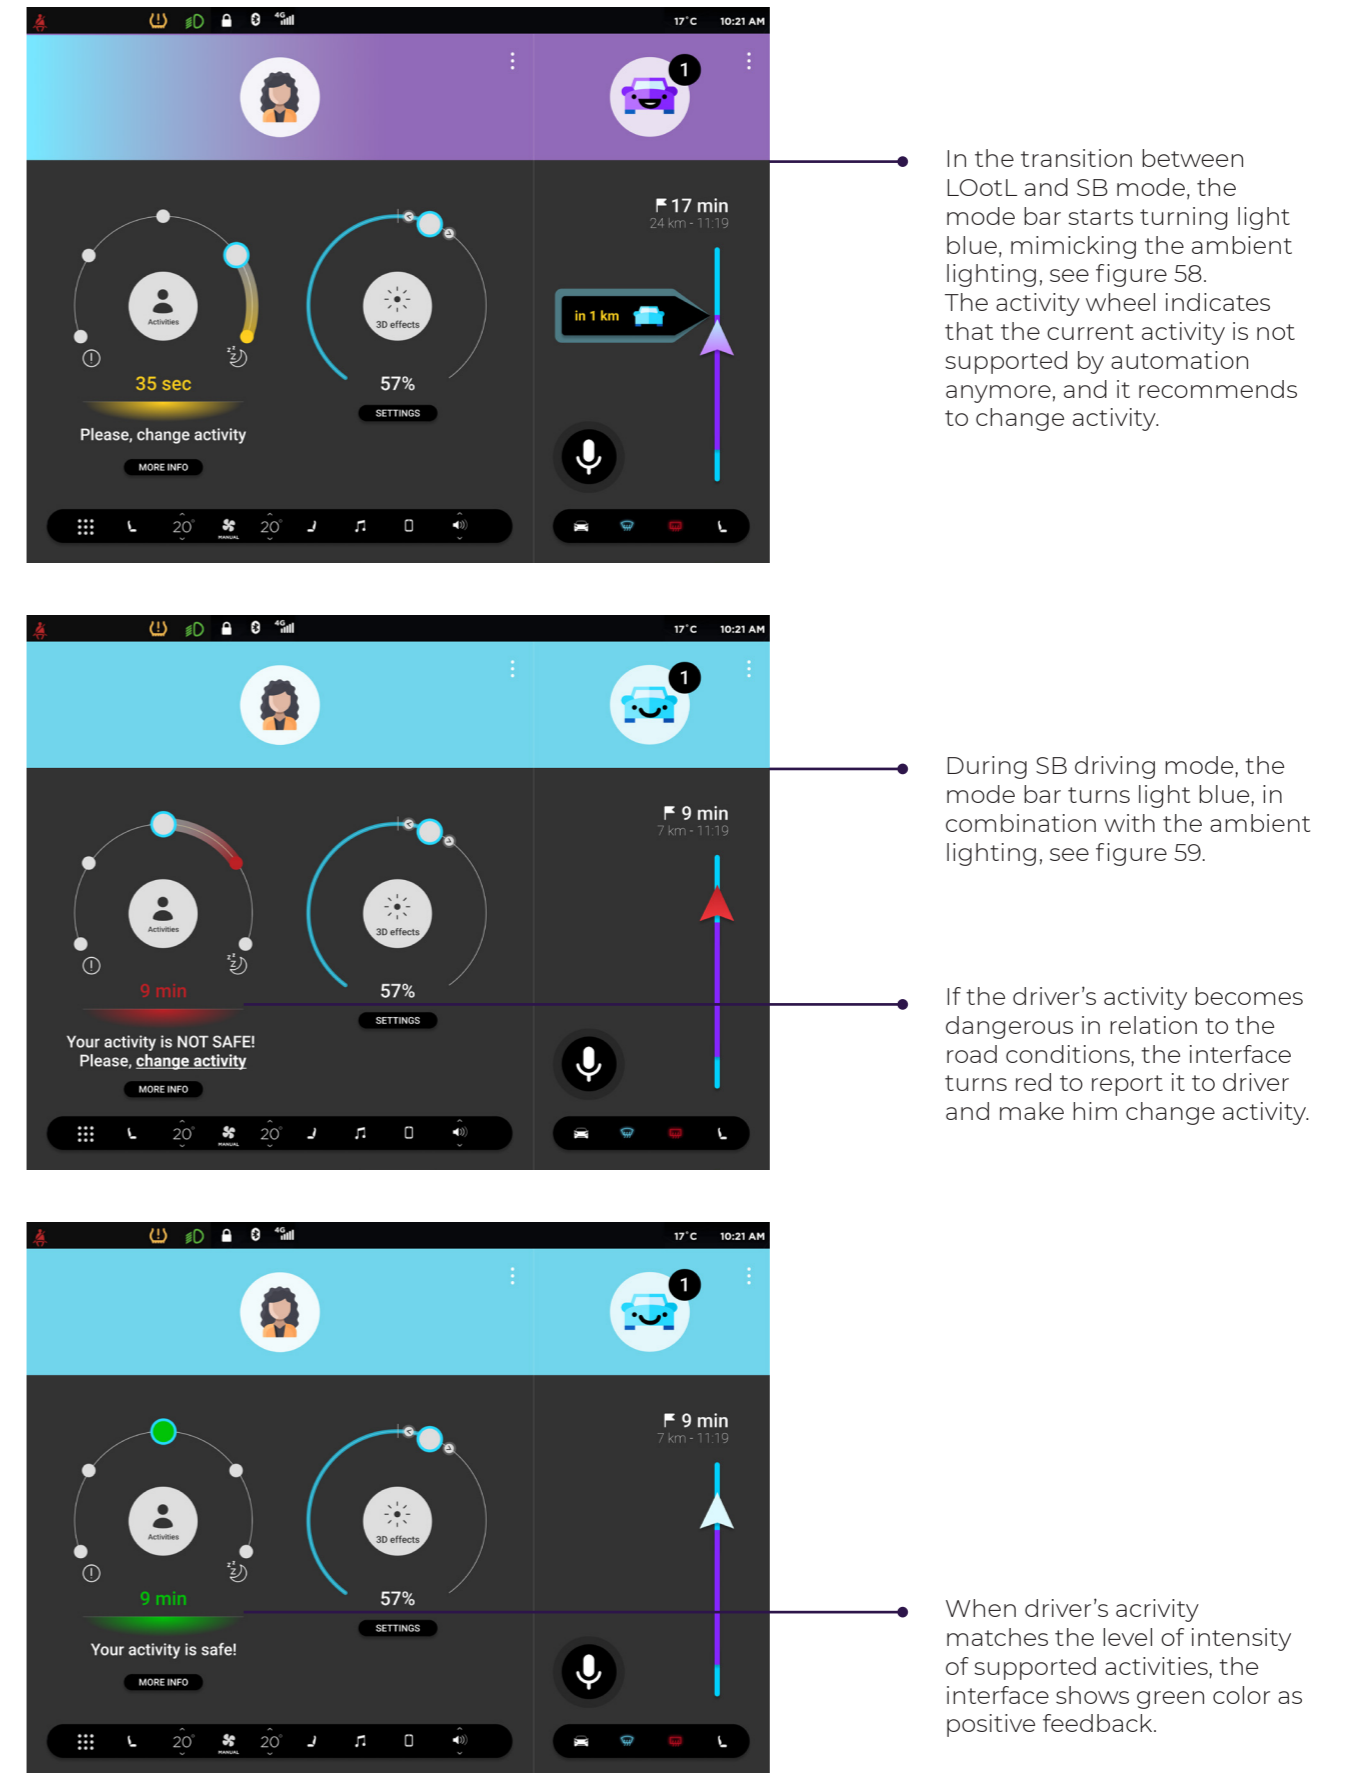 4G
17°C 10:21 AM
1
In the transition between
LOotL and SB mode, the
mode bar starts turning light
blue, mimicking the ambient
lighting, see figure 58.
The activity wheel indicates
that the current activity is not
supported by automation
anymore, and it recommends
to change activity.
Activities
35 sec
Please, change activity
MORE INFO
3D effects
57%
SETTINGS
17 min
24 km - 11:19
in 1 km
20°
MANUAL
20°
4G
17°C 10:21 AM
1
During SB driving mode, the
mode bar turns light blue, in
combination with the ambient
lighting, see figure 59.
Activities
9 min
Your activity is NOT SAFE!
Please, change activity
MORE INFO
3D effects
57%
SETTINGS
9 min
7 km - 11:19
If the driver’s activity becomes
dangerous in relation to the
road conditions, the interface
turns red to report it to driver
and make him change activity.
20°
MANUAL
20°
4G
17°C 10:21 AM
1
Activities
9 min
Your activity is safe!
MORE INFO
3D effects
57%
SETTINGS
9 min
7 km - 11:19
When driver’s acrivity
matches the level of intensity
of supported activities, the
interface shows green color as
positive feedback.
20°
MANUAL
20°